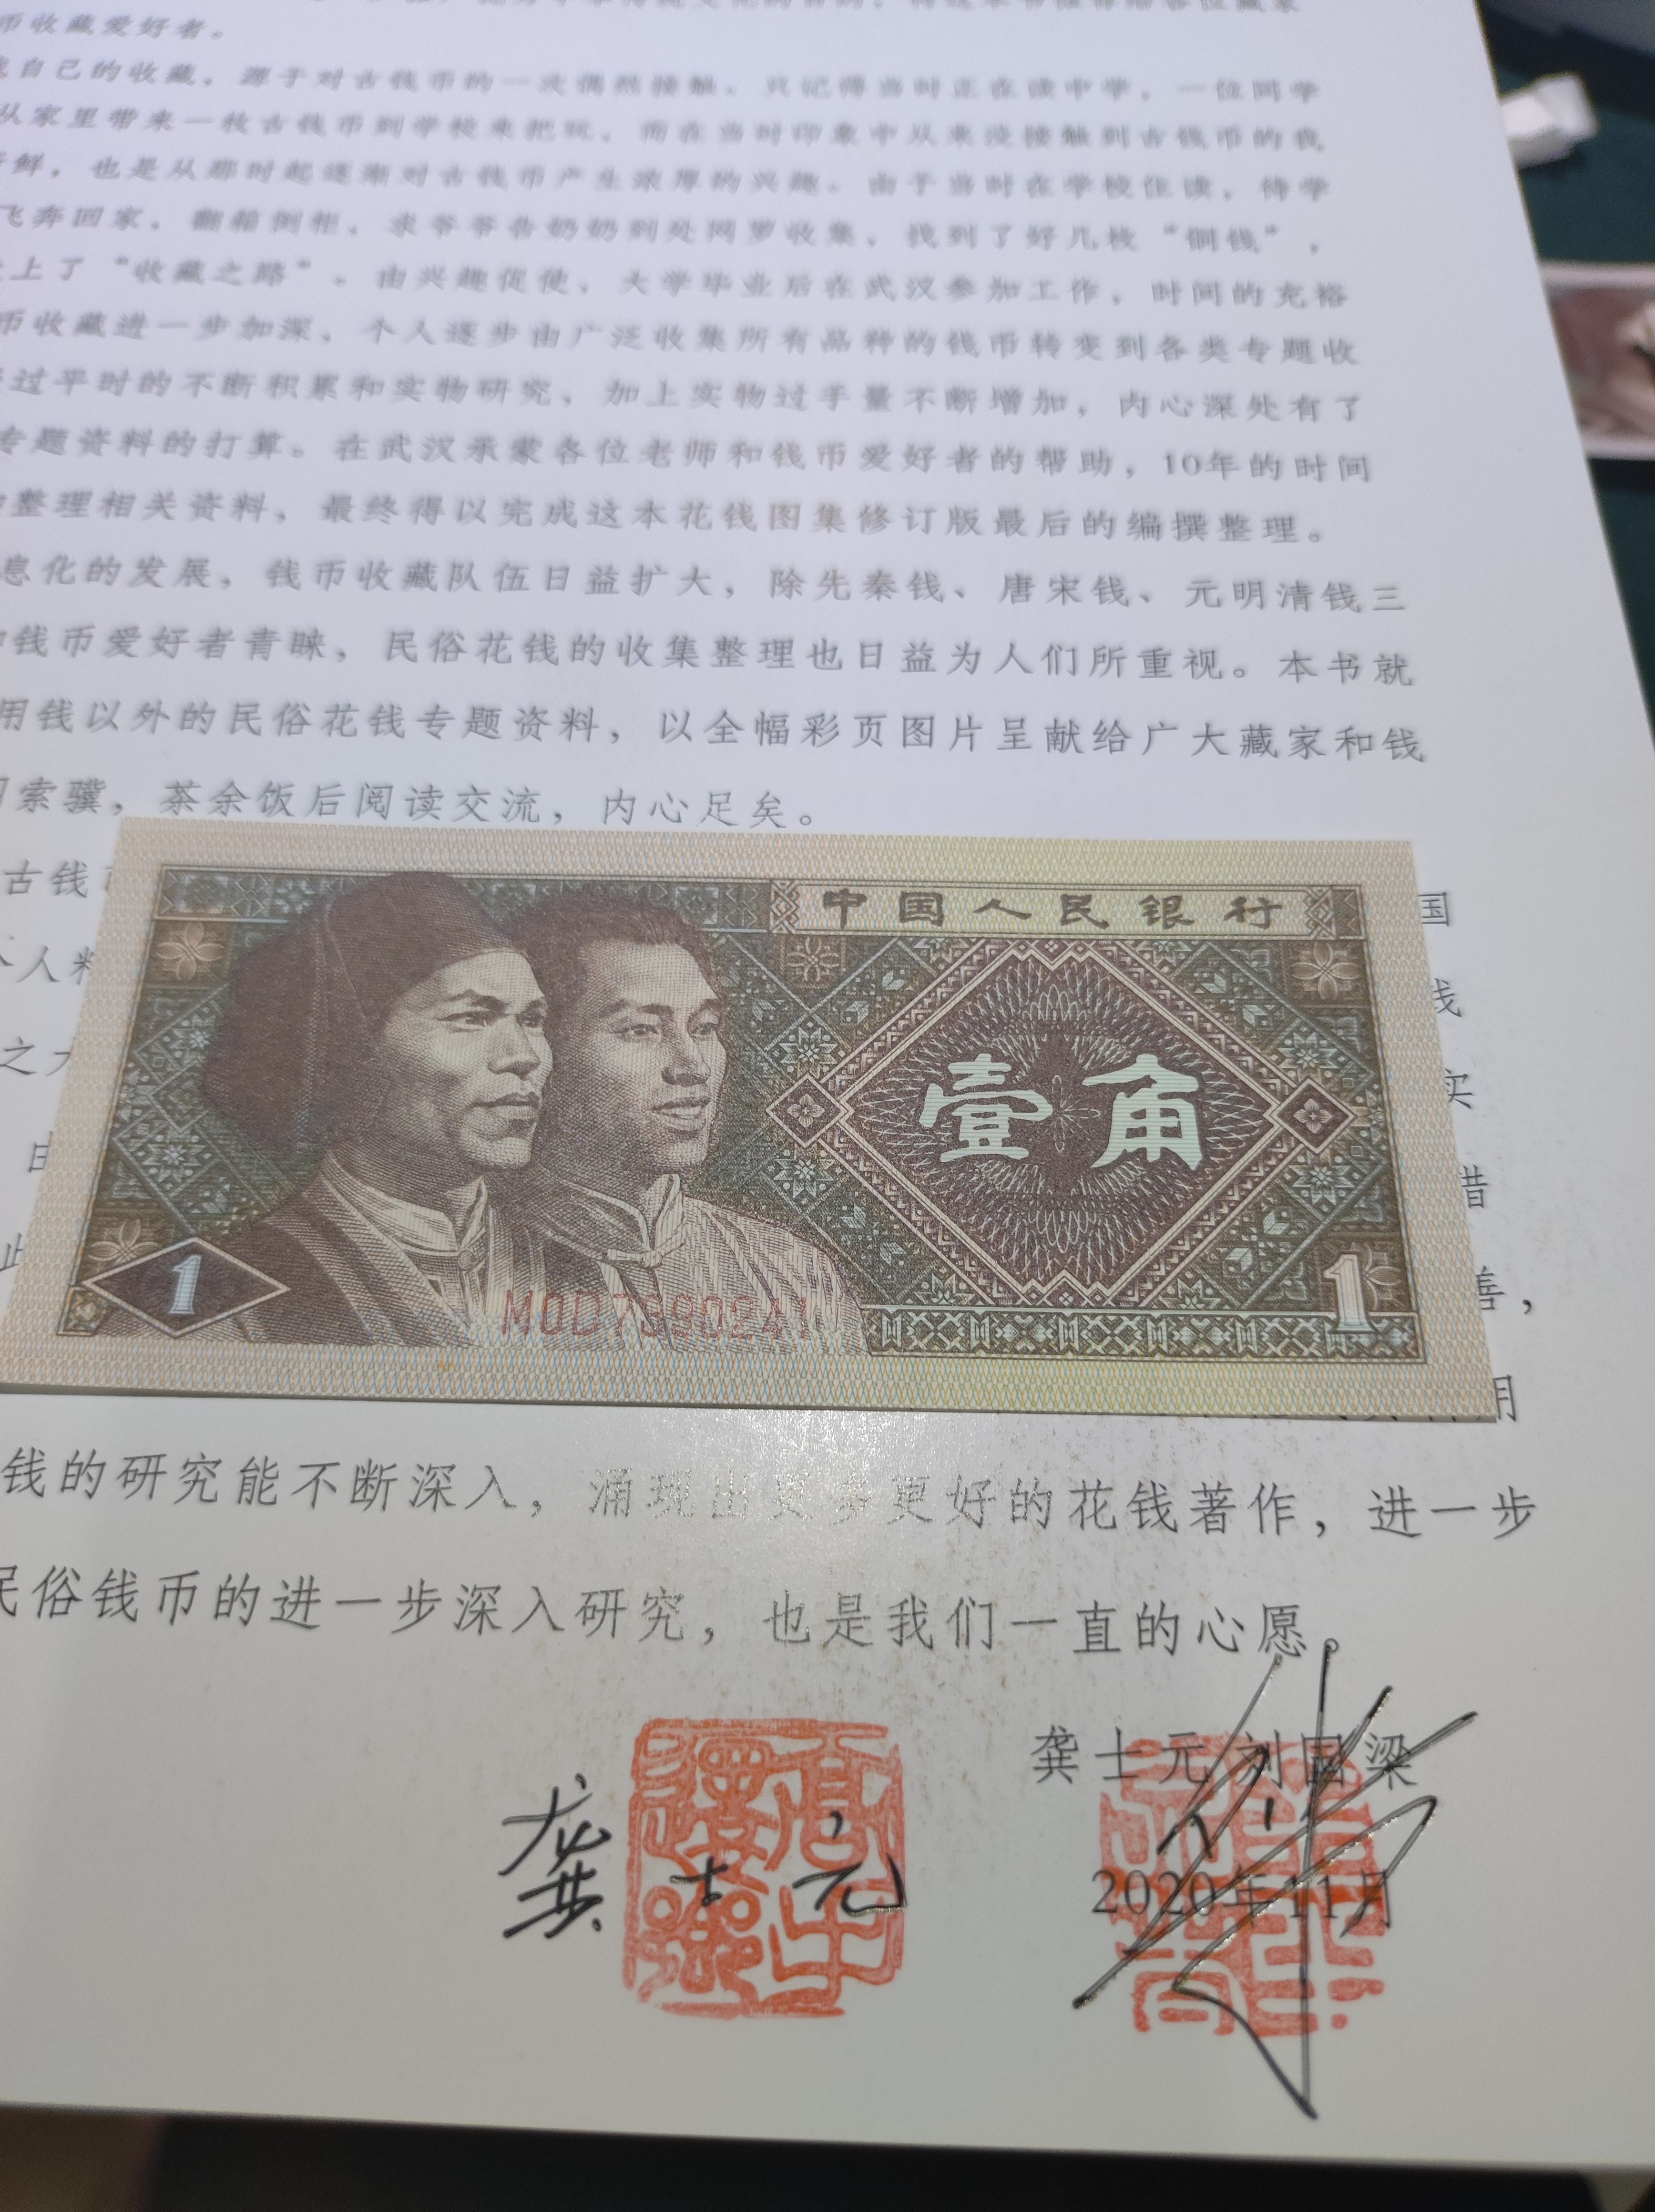 币收藏爱好者。
自己的收藏，源于对古钱币的一次偶然接触。只记得当时正在读中学，一位同学
从家里带来一枚古钱币到学校来把玩，而在当时印象中从来没接触到古钱币的我
鲜，也是从那时起逐渐对古钱币产生浓厚的兴趣。由于当时在学校住读，待学
飞奔回家，翻箱倒柜，求爷爷告奶奶到处网罗收集，找到了好几枚“铜钱”，
上了“收藏之路”。由兴趣促使，大学毕业后在武汉参加工作，时间的充裕
币收藏进一步加深，个人逐步由广泛收集所有品种的钱币转变到各类专题收
过平时的不断积累和实物研究，加上实物过手量不断增加，内心深处有了
专题资料的打算。在武汉承蒙各位老师和钱币爱好者的帮助，10年的时间
整理相关资料，最终得以完成这本花钱图集修订版最后的编撰整理。
息化的发展，钱币收藏队伍日益扩大，除先秦钱、唐宋钱、元明清钱三
钱币爱好者青睐，民俗花钱的收集整理也日益为人们所重视。本书就
用钱以外的民俗花钱专题资料，以全幅彩页图片呈献给广大藏家和钱
索骥，茶余饭后阅读交流，内心足矣。
古钱 国
人 钱
之 实
措
此 善，
用
中国人民银行
壹角
1 1
M0D7390241
钱的研究能不断深入，涌现出更多更好的花钱著作，进一步
民俗钱币的进一步深入研究，也是我们一直的心愿。
龚士元 刘国梁
龚士元
2020年11月